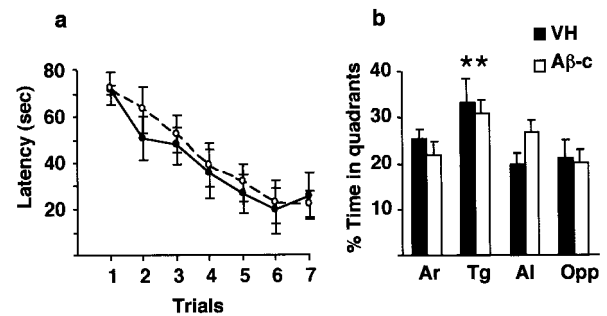 a
Latency (sec)
80
60
40
20
1 2 3 4 5 6 7
Trials
b
VH
Aβ-c
% Time in quadrants
40
30
20
10
**
Ar Tg Al Opp